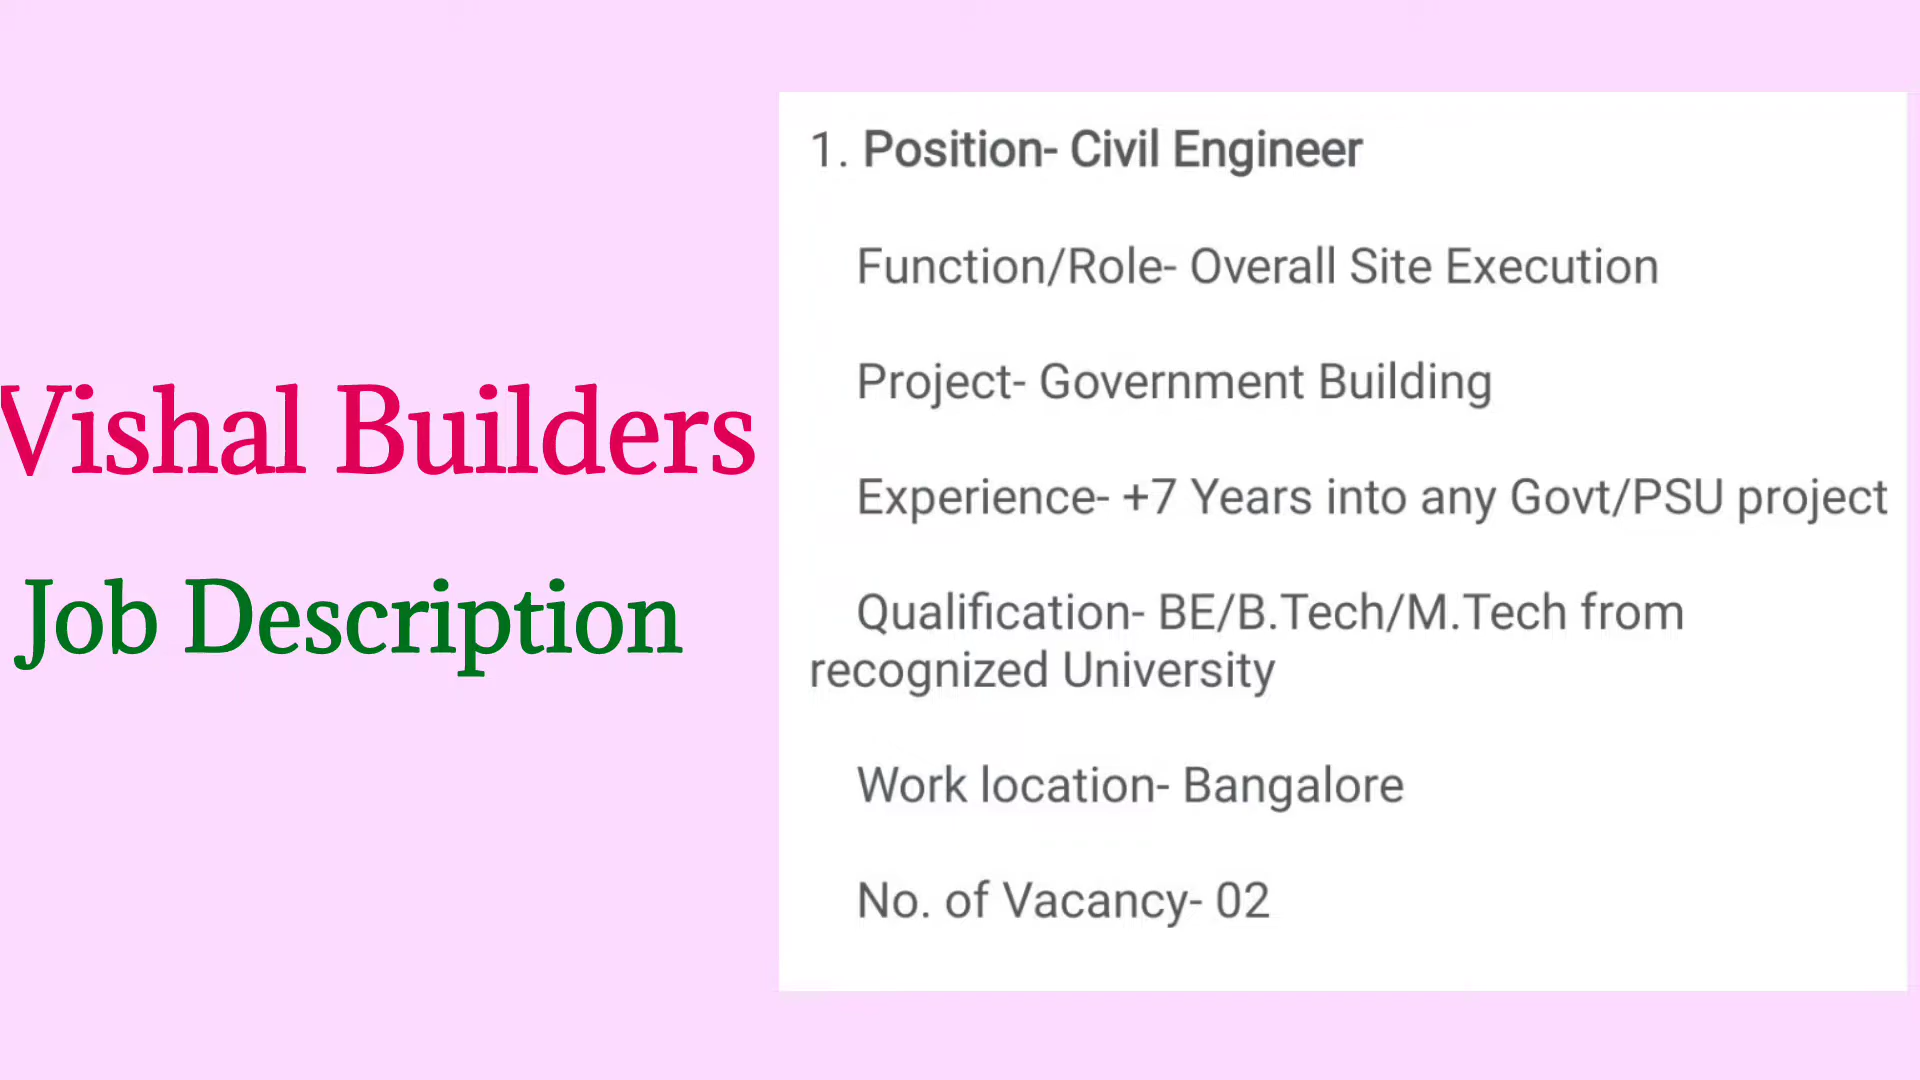 Vishal Builders
Job Description
1. Position- Civil Engineer
Function/Role- Overall Site Execution
Project- Government Building
Experience- +7 Years into any Govt/PSU project
Qualification- BE/B.Tech/M.Tech from
recognized University
Work location- Bangalore
No. of Vacancy- 02